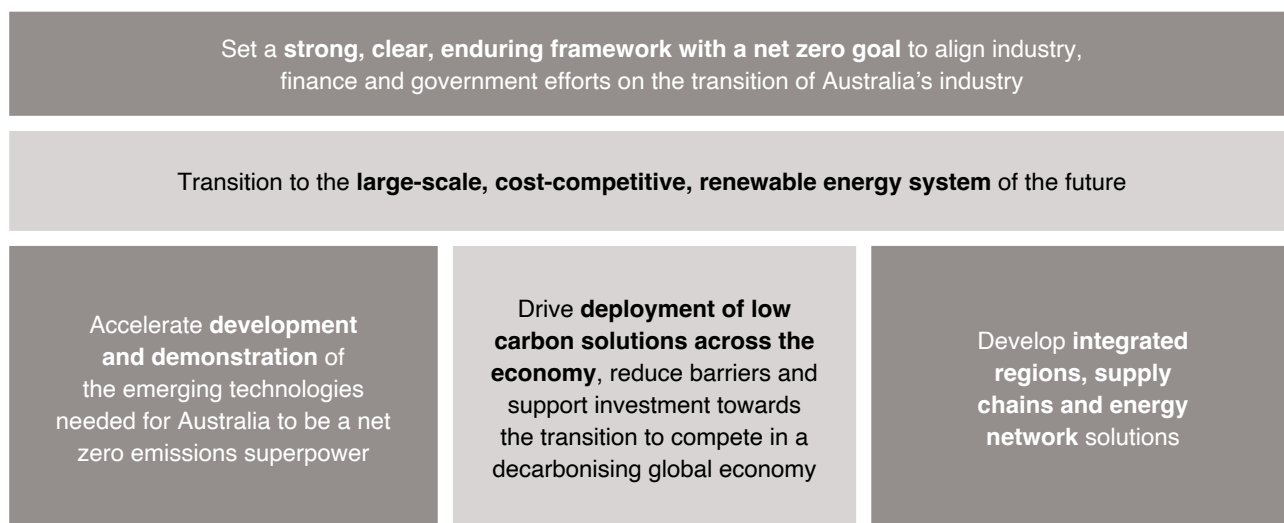 Set a strong, clear, enduring framework with a net zero goal to align industry,
finance and government efforts on the transition of Australia’s industry
Transition to the large-scale, cost-competitive, renewable energy system of the future
Accelerate development
and demonstration of
the emerging technologies
needed for Australia to be a net
zero emissions superpower
Drive deployment of low
carbon solutions across the
economy, reduce barriers and
support investment towards
the transition to compete in a
decarbonising global economy
Develop integrated
regions, supply
chains and energy
network solutions